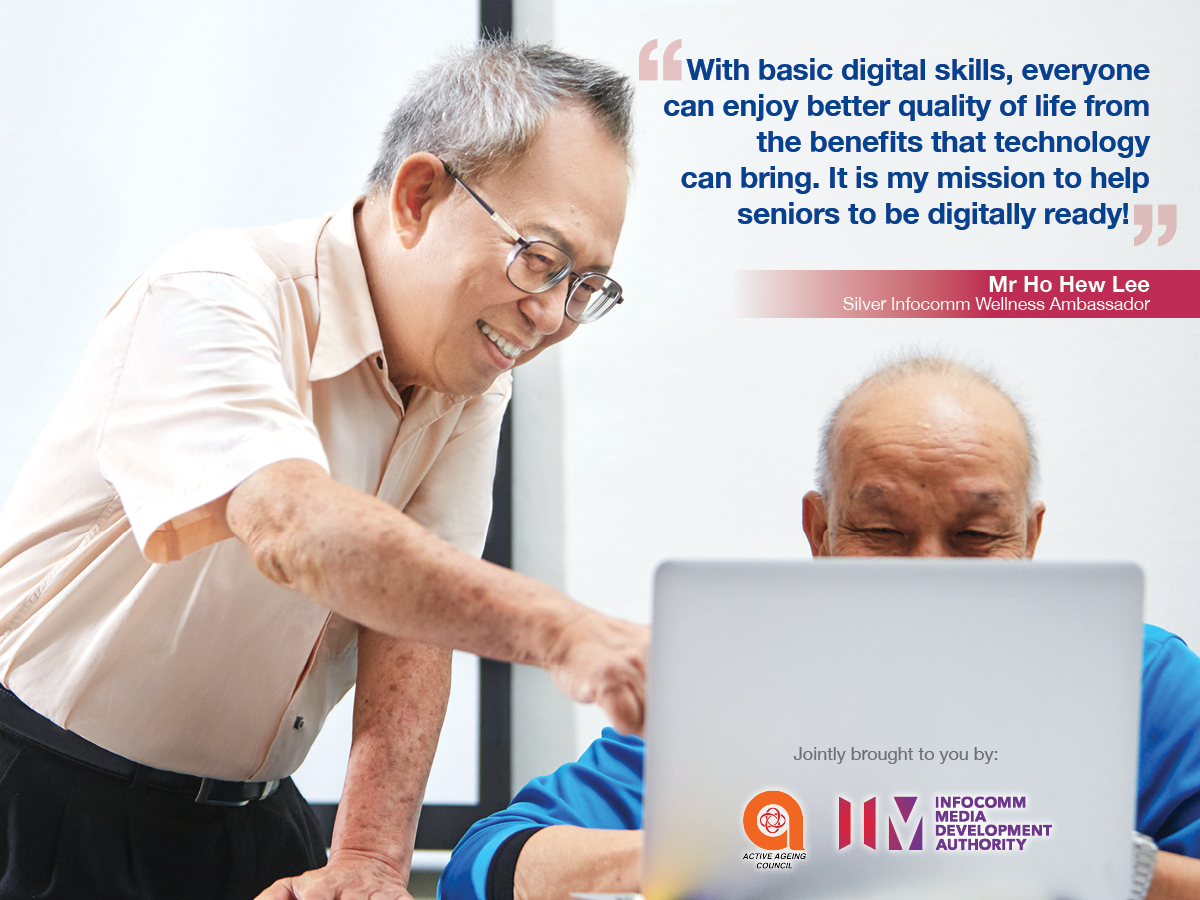 “With basic digital skills, everyone
can enjoy better quality of life from
the benefits that technology
can bring. It is my mission to help
seniors to be digitally ready!”
Mr Ho Hew Lee
Silver Infocomm Wellness Ambassador
Jointly brought to you by:
ACTIVE AGEING
COUNCIL
INFOCOMM
MEDIA
DEVELOPMENT
AUTHORITY